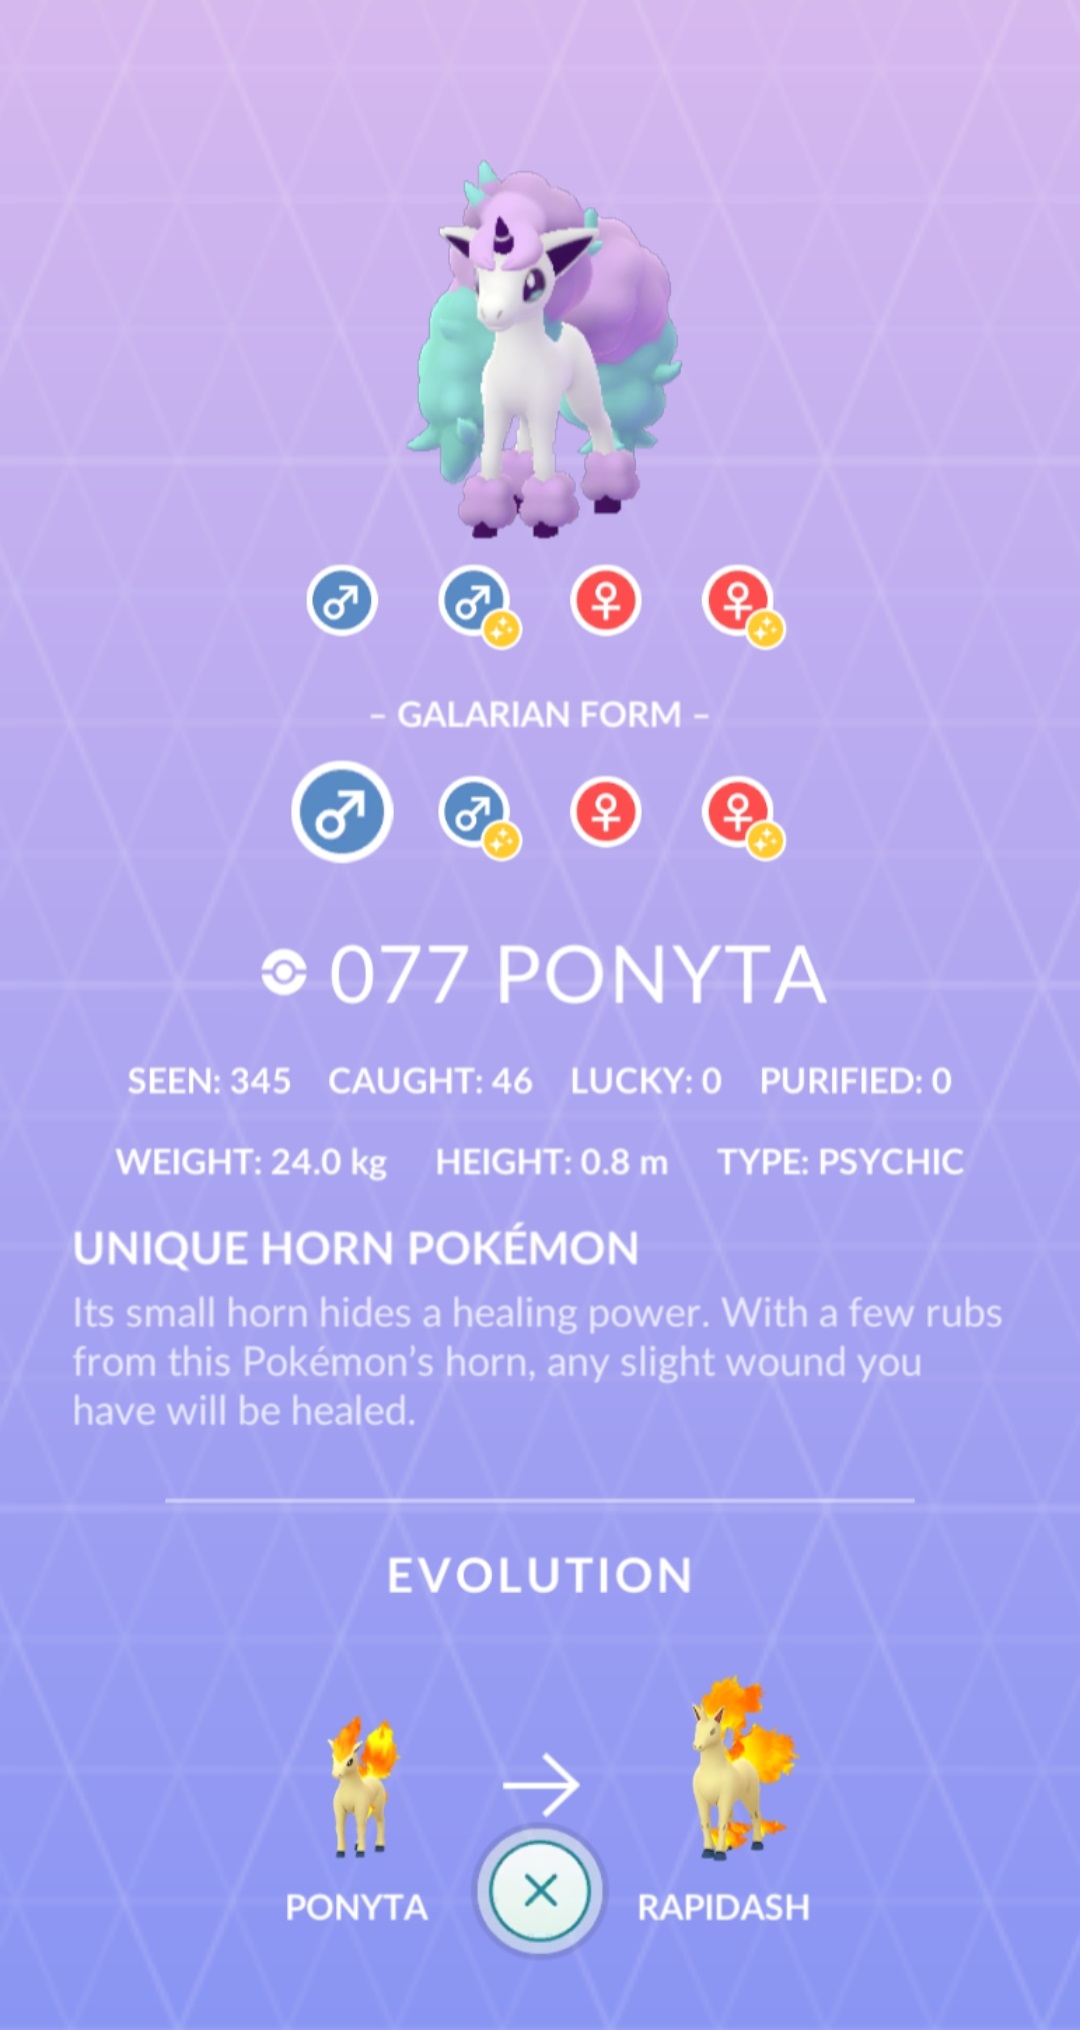 – GALARIAN FORM –
077 PONYTA
SEEN: 345 CAUGHT: 46 LUCKY: 0 PURIFIED: 0
WEIGHT: 24.0 kg HEIGHT: 0.8 m TYPE: PSYCHIC
UNIQUE HORN POKÉMON
Its small horn hides a healing power. With a few rubs
from this Pokémon’s horn, any slight wound you
have will be healed.
EVOLUTION
PONYTA RAPIDASH